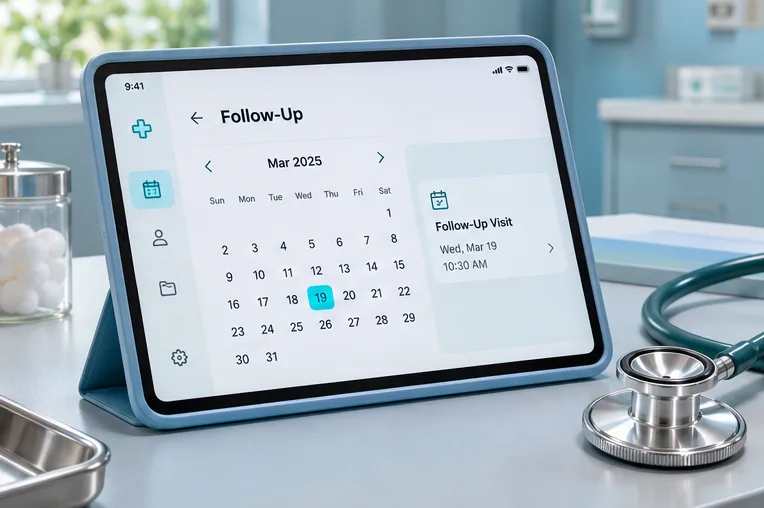 9:41
Follow-Up
Mar 2025
Sun Mon Tue Wed Thu Fri Sat
1
2 3 4 5 6 7 8
9 10 11 12 13 14 15
16 17 18 19 20 21 22
23 24 25 26 27 28 29
30 31
Follow-Up Visit
Wed, Mar 19
10:30 AM